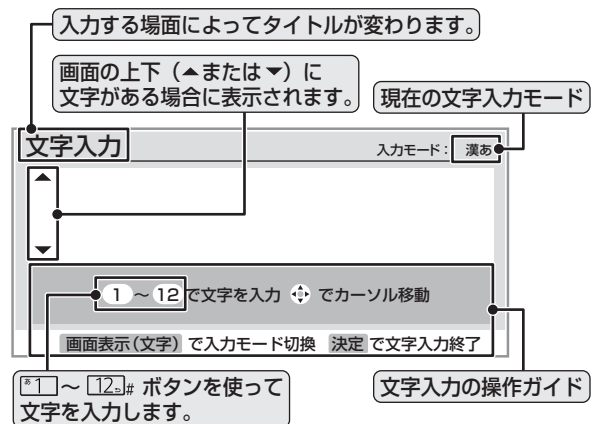 入力する場面によってタイトルが変わります。
画面の上下（▲または▼）に
文字がある場合に表示されます。
現在の文字入力モード
文字入力
入力モード： 漢あ
▲
▼
1 ～ 12 で文字を入力 でカーソル移動
画面表示(文字) で入力モード切換 決定 で文字入力終了
1 ～ 12 # ボタンを使って
文字を入力します。
文字入力の操作ガイド